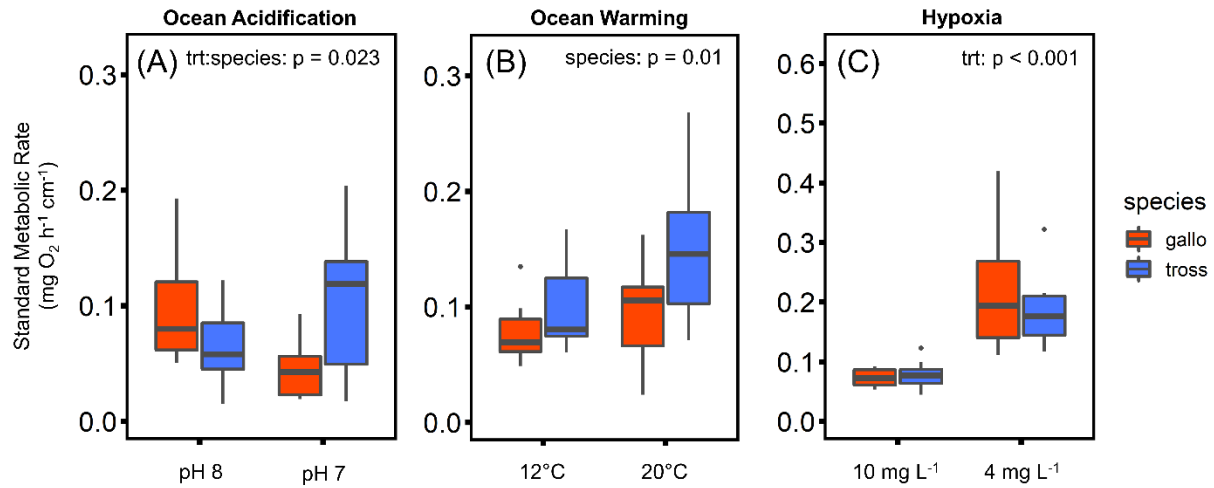 Ocean Acidification
Ocean Warming
Hypoxia
Standard Metabolic Rate
(mg O₂ h⁻¹ cm⁻¹)
(A)
trt:species: p = 0.023
0.3
0.2
0.1
0.0
pH 8
pH 7
(B)
species: p = 0.01
0.3
0.2
0.1
0.0
12°C
20°C
(C)
trt: p < 0.001
0.6
0.5
0.4
0.3
0.2
0.1
0.0
10 mg L⁻¹
4 mg L⁻¹
species
gallo
tross